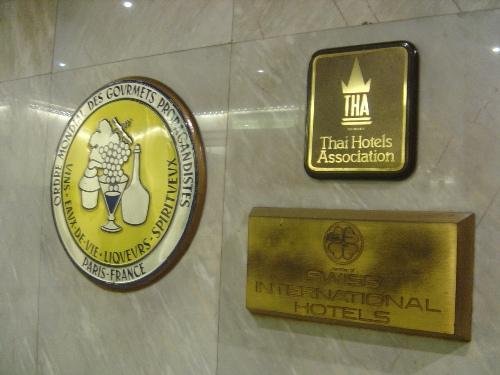 ORDRE MONDIAL DES GOURMETS PROPAGANDISTES
VINS · EAUX-DE-VIE · LIQUEURS · SPIRITUEUX
PARIS-FRANCE
THA
Thai Hotels
Association
SWISS
INTERNATIONAL
HOTELS